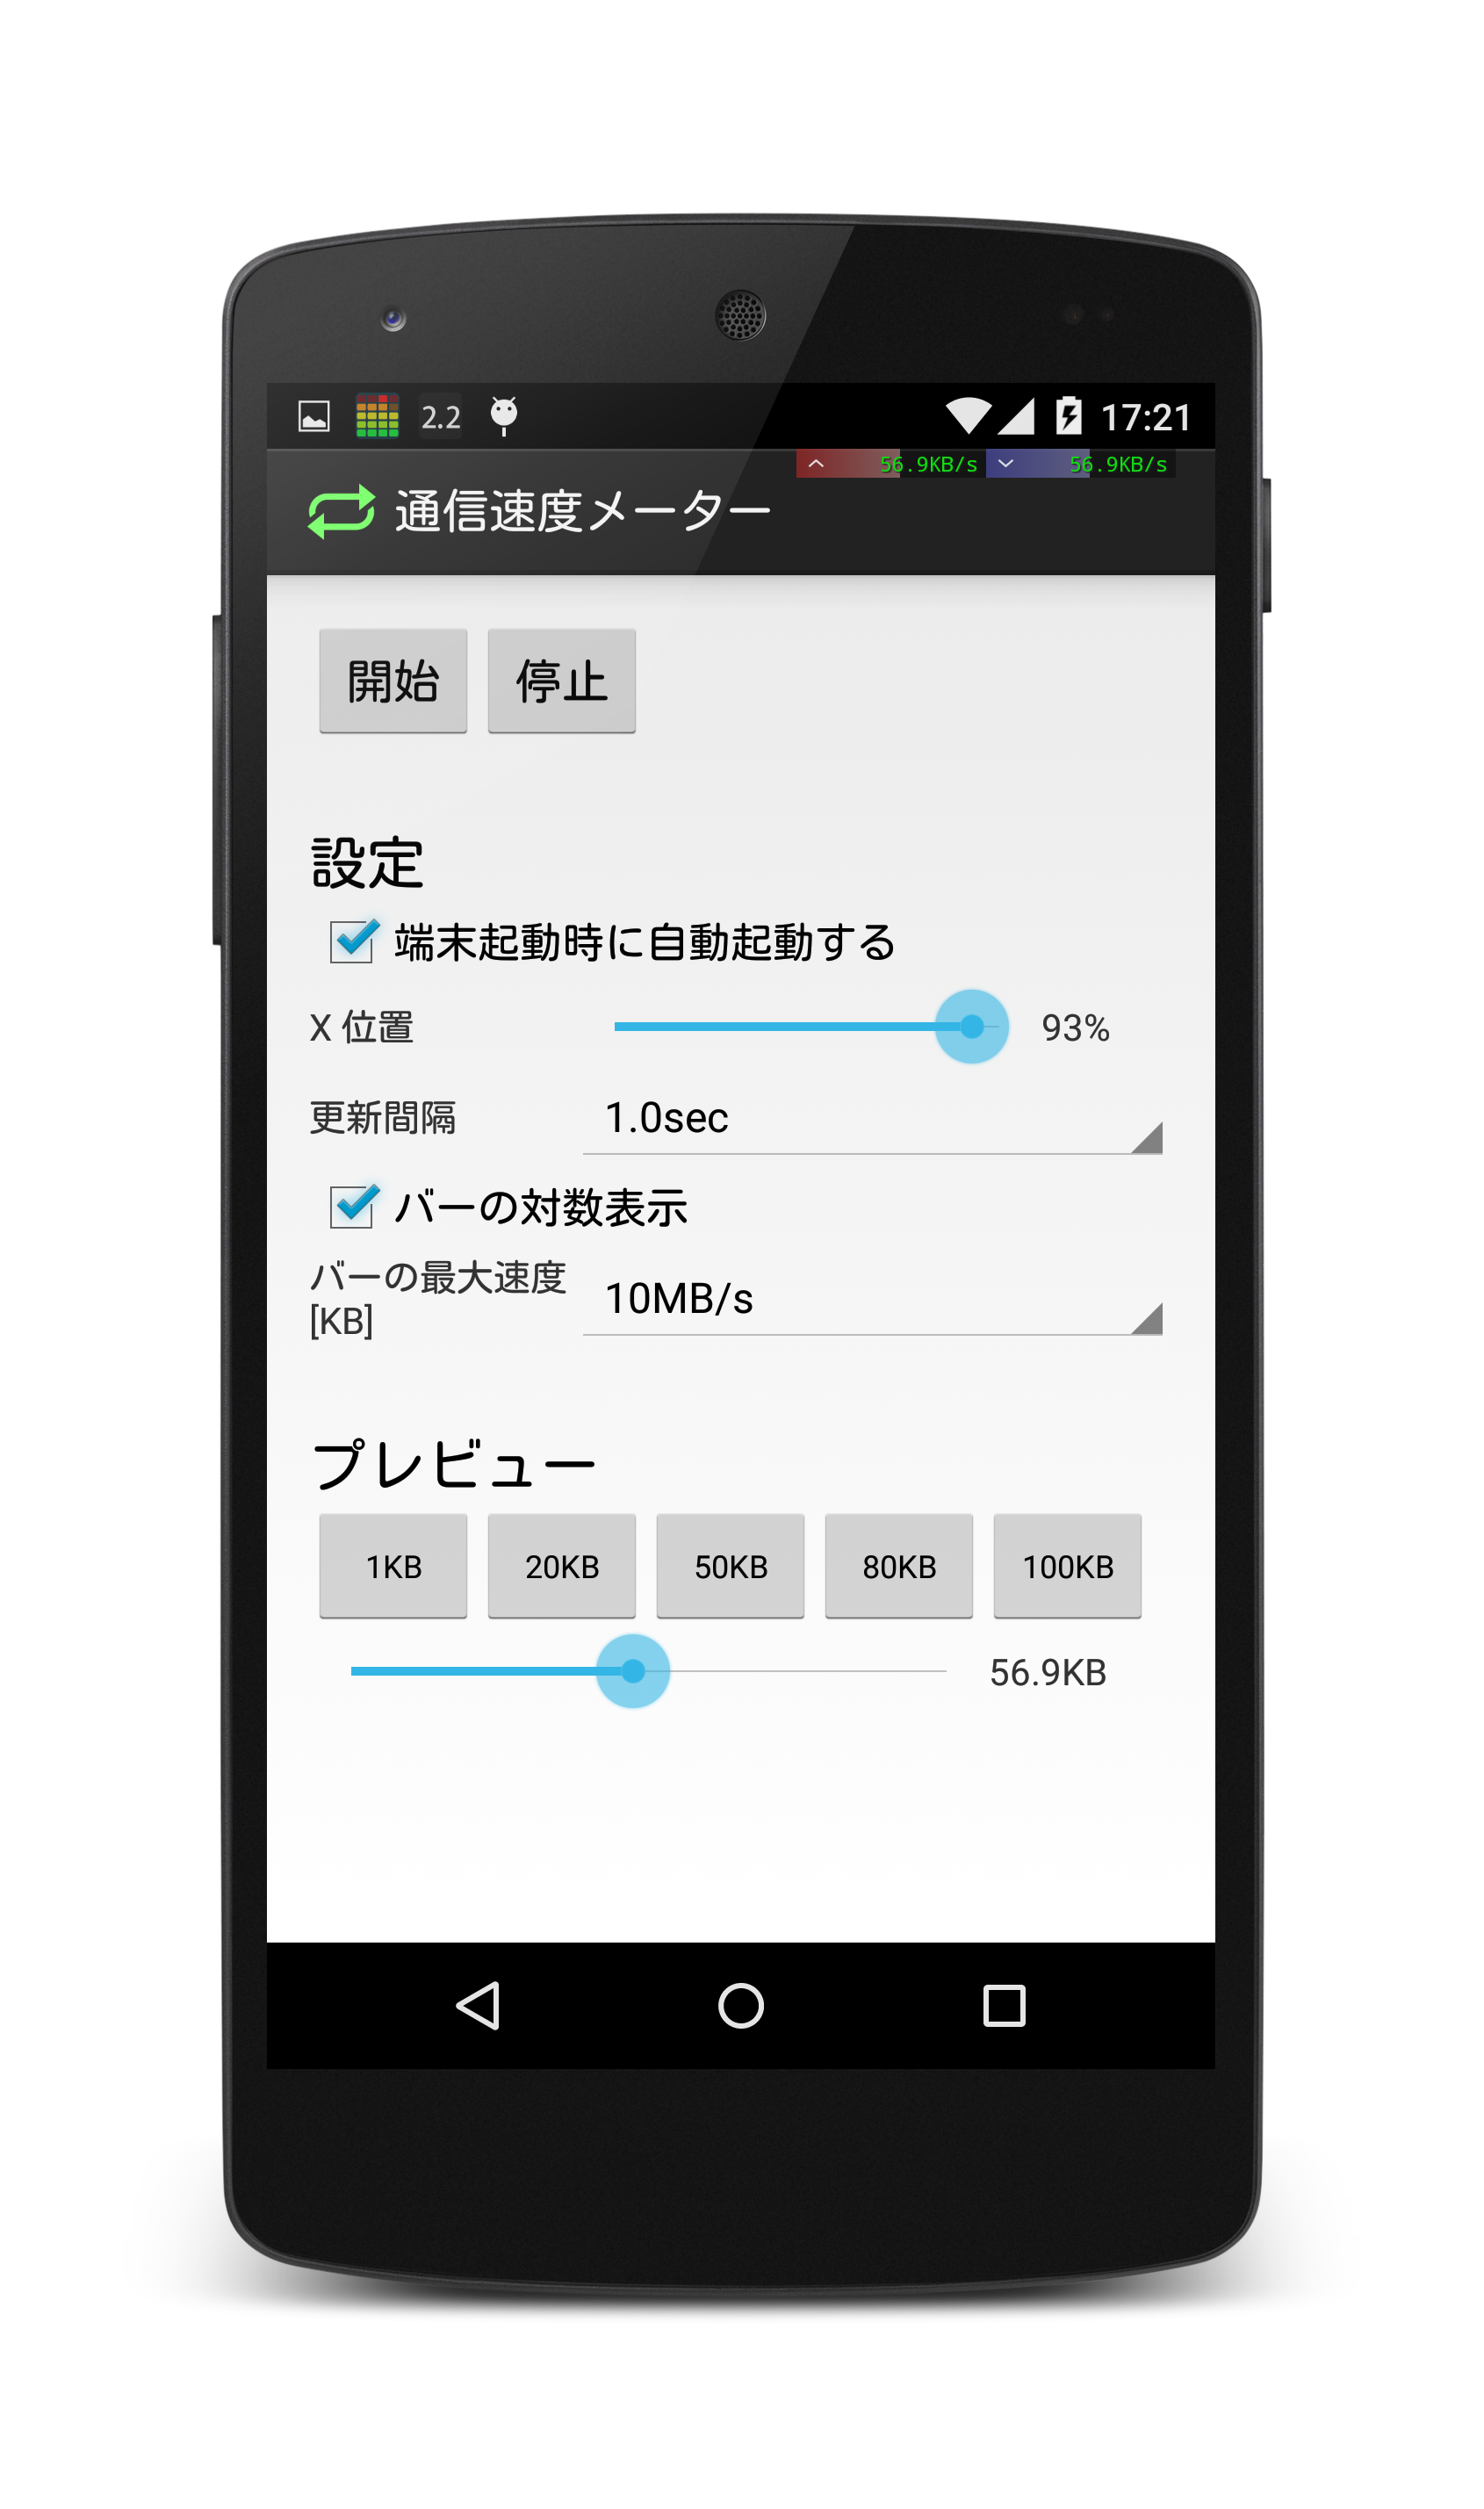 2.2 17:21
56.9KB/s 56.9KB/s
通信速度メーター
開始 停止
設定
端末起動時に自動起動する
X 位置 93%
更新間隔 1.0sec
バーの対数表示
バーの最大速度
[KB] 10MB/s
プレビュー
1KB 20KB 50KB 80KB 100KB
56.9KB